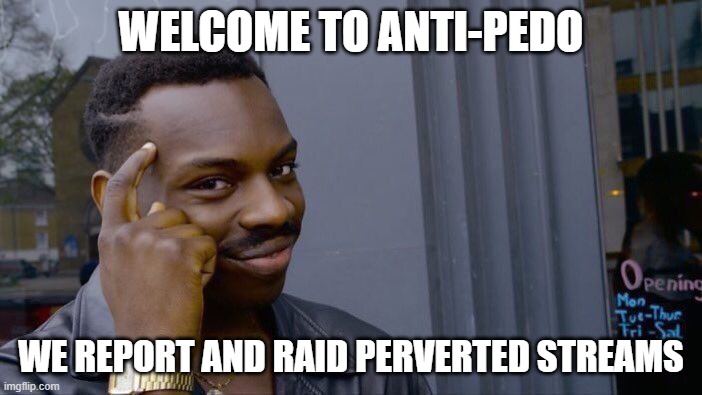 WELCOME TO ANTI-PEDO
Opening
Mon
Tue-Thur
Fri-Sat
WE REPORT AND RAID PERVERTED STREAMS
imgflip.com